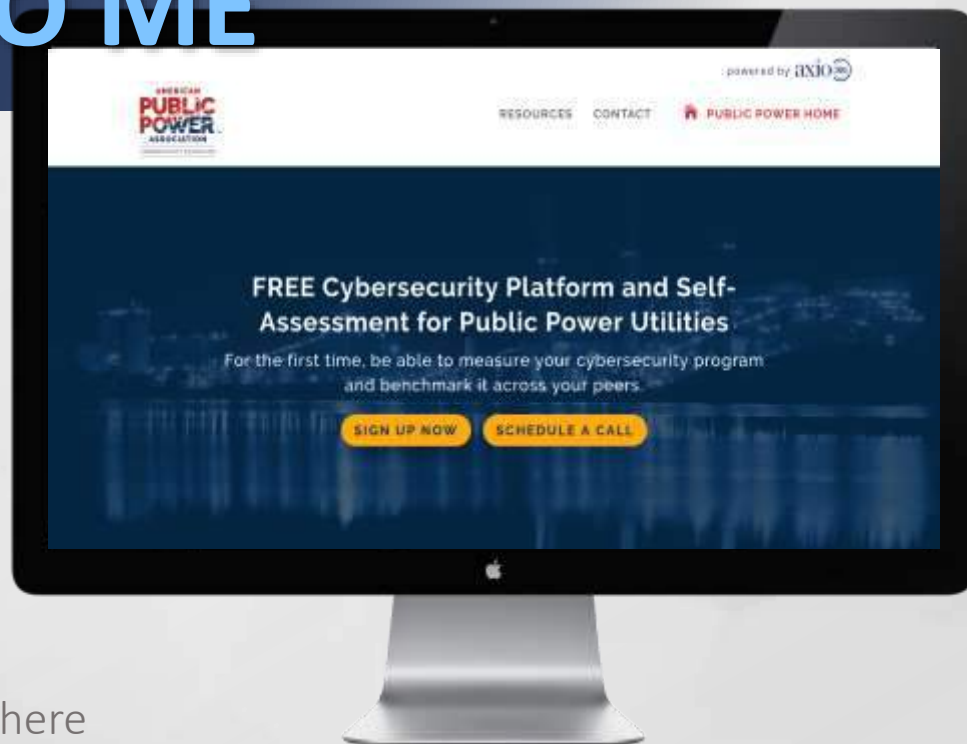 O ME
powered by axio
AMERICAN
PUBLIC
POWER
ASSOCIATION
RESOURCES CONTACT PUBLIC POWER HOME
FREE Cybersecurity Platform and Self-
Assessment for Public Power Utilities
For the first time, be able to measure your cybersecurity program
and benchmark it across your peers
SIGN UP NOW SCHEDULE A CALL
here